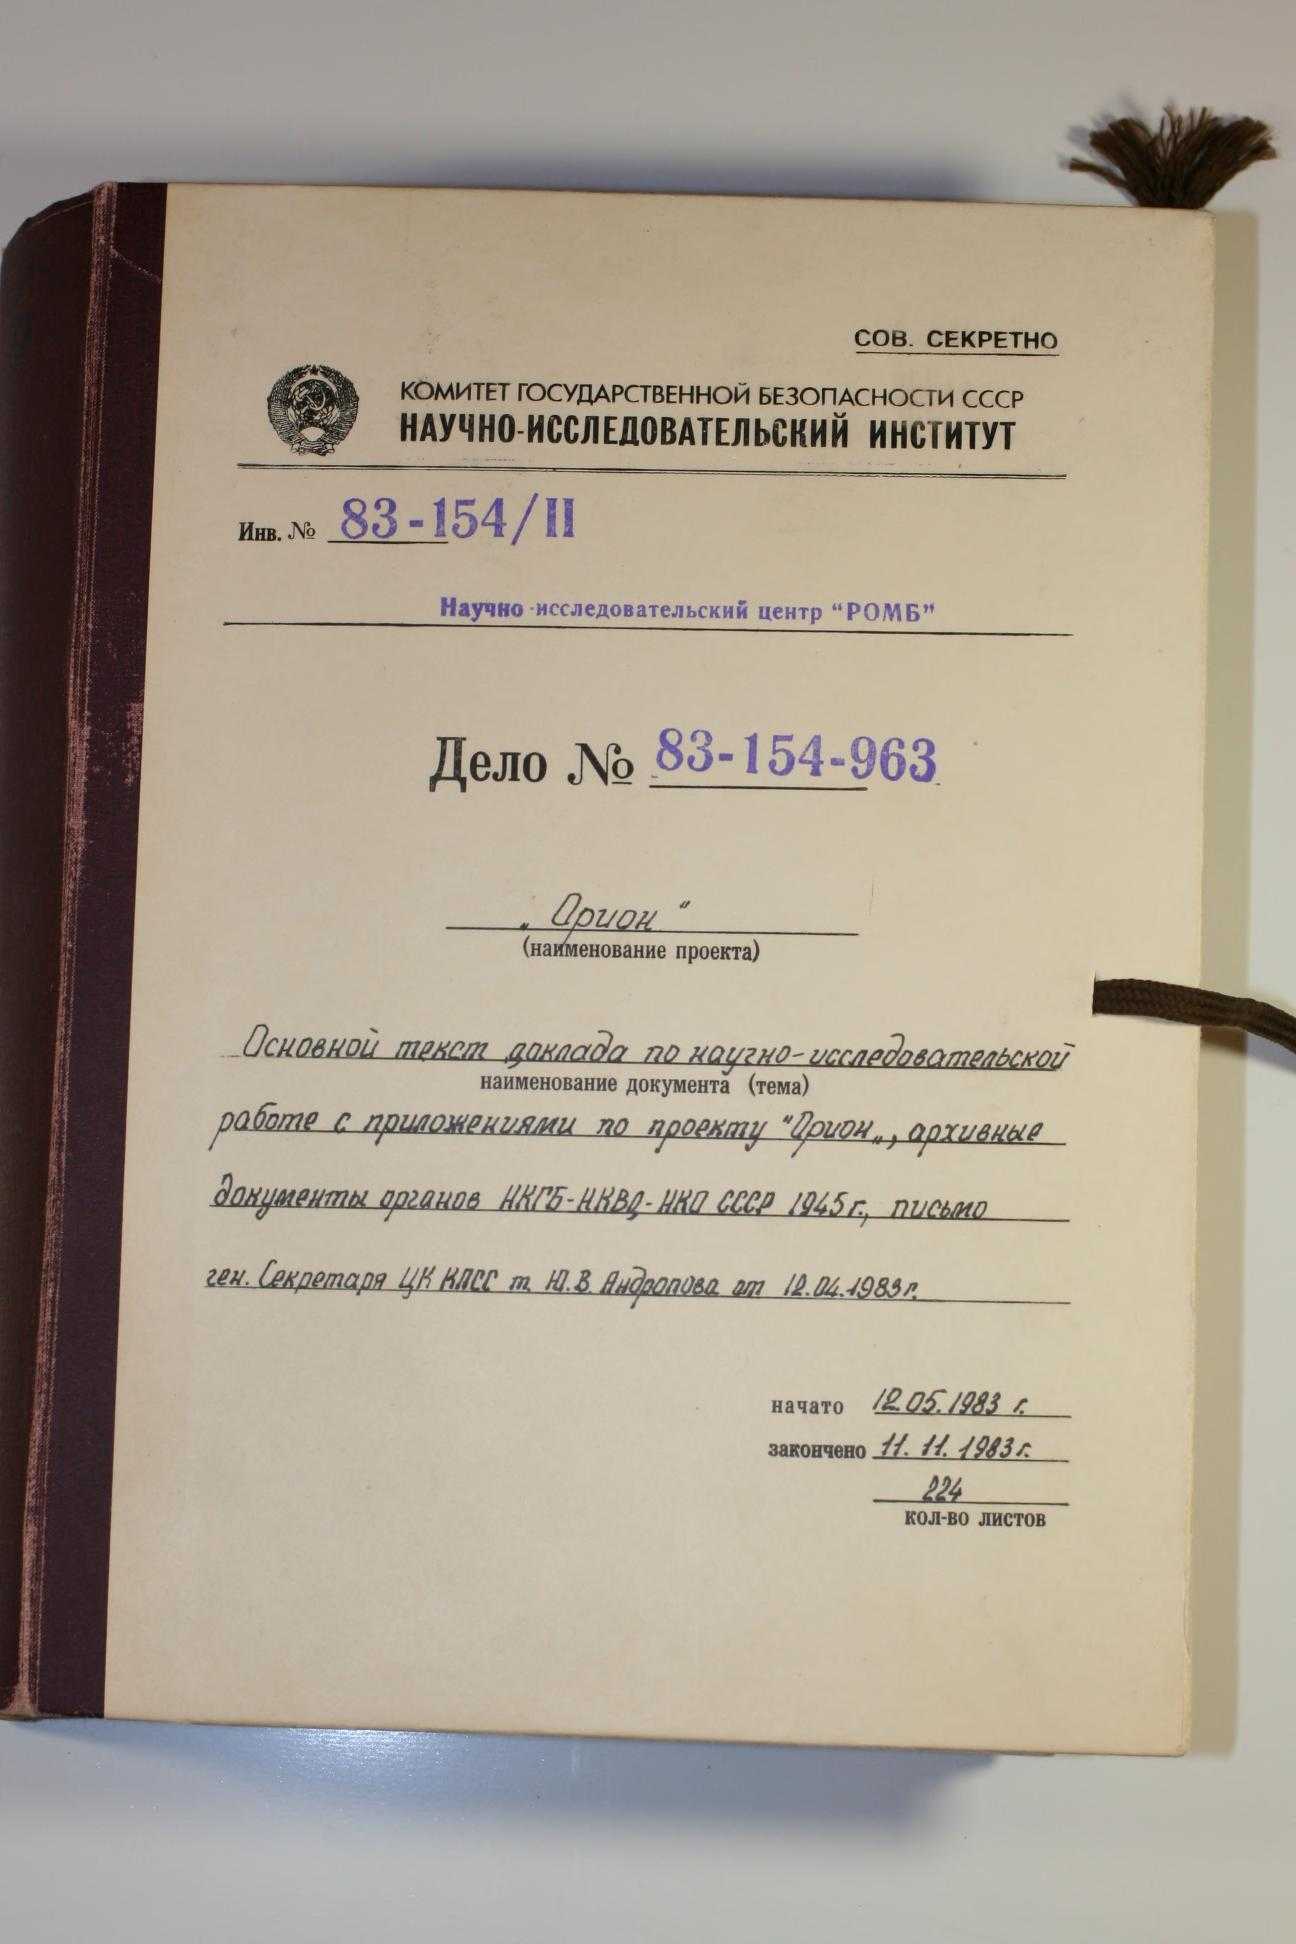 СОВ. СЕКРЕТНО
КОМИТЕТ ГОСУДАРСТВЕННОЙ БЕЗОПАСНОСТИ СССР
НАУЧНО-ИССЛЕДОВАТЕЛЬСКИЙ ИНСТИТУТ
Инв. № 83-154/II
Научно-исследовательский центр "РОМБ"
Дело № 83-154-963
„Орион“
(наименование проекта)
Основной текст доклада по научно-исследовательской
наименование документа (тема)
работе с приложениями по проекту "Орион„, архивные
документы органов НКГБ-НКВД-НКО СССР 1945г., письмо
ген. Секретаря ЦК КПСС т. Ю.В. Андропова от 12.04.1983г.
начато 12.05.1983 г.
закончено 11.11.1983г.
224
кол-во листов